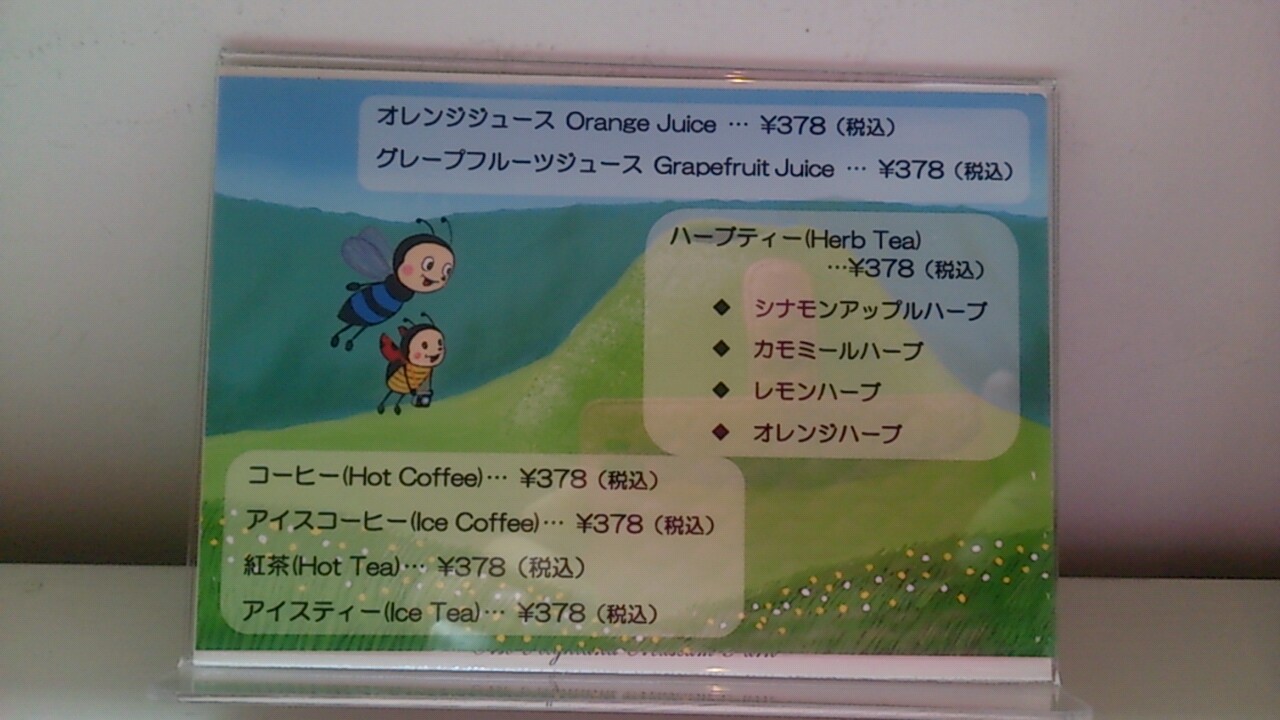 オレンジジュース Orange Juice … ¥378（税込）
グレープフルーツジュース Grapefruit Juice … ¥378（税込）
ハーブティー(Herb Tea)
…¥378（税込）
◆ シナモンアップルハーブ
◆ カモミールハーブ
◆ レモンハーブ
◆ オレンジハーブ
コーヒー(Hot Coffee)… ¥378（税込）
アイスコーヒー(Ice Coffee)… ¥378（税込）
紅茶(Hot Tea)… ¥378（税込）
アイスティー(Ice Tea)… ¥378（税込）